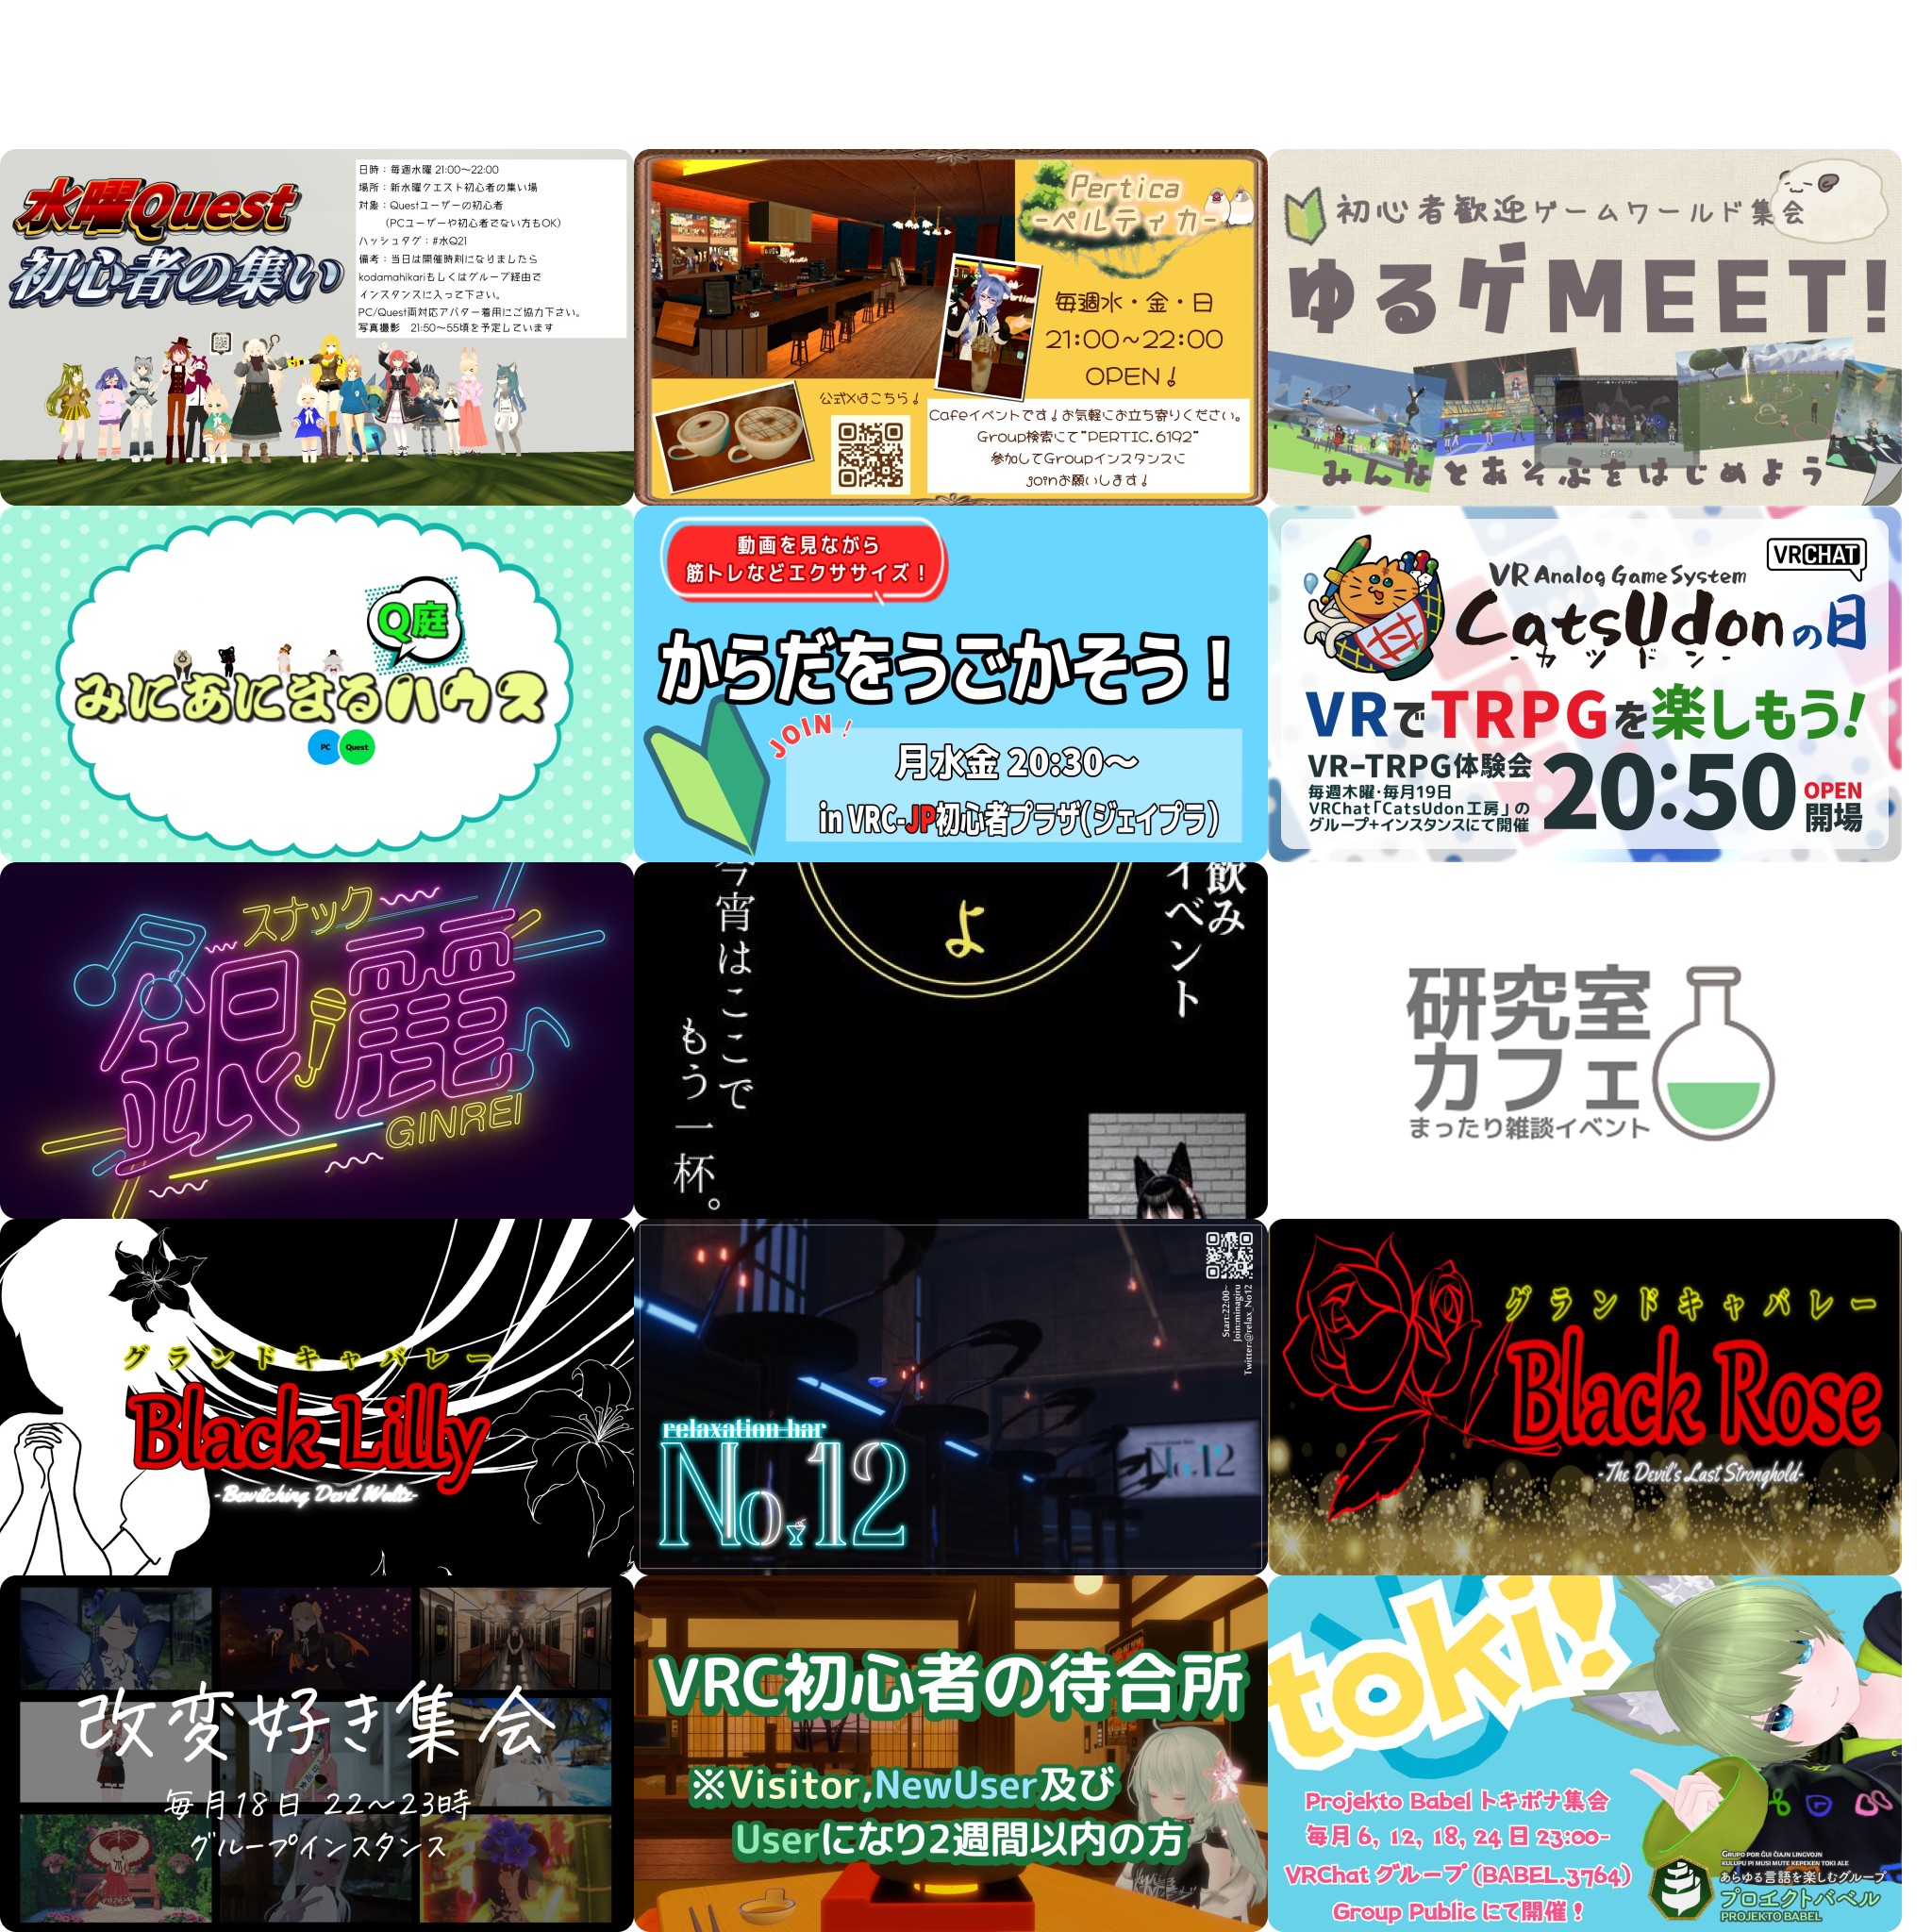 水曜Quest
初心者の集い
日時：毎週水曜 21:00〜22:00
場所：新水曜クエスト初心者の集い場
対象：Questユーザーの初心者
（PCユーザーや初心者でない方もOK）
ハッシュタグ：#水Q21
備考：当日は開催時刻になりましたら
kodamahikariもしくはグループ経由で
インスタンスに入って下さい。
PC/Quest両対応アバター着用にご協力下さい。
写真撮影　21:50〜55頃を予定しています
Pertica
-ペルティカ-
毎週水・金・日
21:00〜22:00
OPEN！
公式Xはこちら！
Cafeイベントです！お気軽にお立ち寄りください。
Group検索にて"PERTIC.6192"
参加してGroupインスタンスに
joinお願いします！
初心者歓迎ゲームワールド集会
ゆるゲMEET!
みんなとあそぶをはじめよう
Q庭
みにあにまるハウス
PC Quest
動画を見ながら
筋トレなどエクササイズ！
からだをうごかそう！
JOIN！
月水金 20:30〜
in VRC-JP初心者プラザ(ジェイプラ)
VRCHAT
VR Analog Game System
CatsUdonの日
-カツドン-
VRでTRPGを楽しもう!
VR-TRPG体験会
毎週木曜・毎月19日
VRChat「CatsUdon工房」の
グループ+インスタンスにて開催
20:50
OPEN
開場
スナック
銀麗
GINREI
飲み
イベント
よ
今宵はここで
もう一杯。
研究室
カフェ
まったり雑談イベント
グランドキャバレー
Black Lilly
-Bewitching Devil Waltz-
Start:22:00~
Join:minagiru
Twitter:@relax_No12
relaxation bar
No.12
No.12
グランドキャバレー
Black Rose
-The Devil's Last Stronghold-
改変好き集会
毎月18日 22〜23時
グループインスタンス
VRC初心者の待合所
※Visitor,NewUser及び
Userになり2週間以内の方
toki!
Projekto Babel トキポナ集会
毎月 6, 12, 18, 24 日 23:00-
VRChat グループ (BABEL.3764)
Group Public にて開催！
GRUPO POR ĜUI ĈIAJN LINGVOJN
KULUPU PI MUSI MUTE KEPEKEN TOKI ALE
あらゆる言語を楽しむグループ
プロエクトバベル
PROJEKTO BABEL